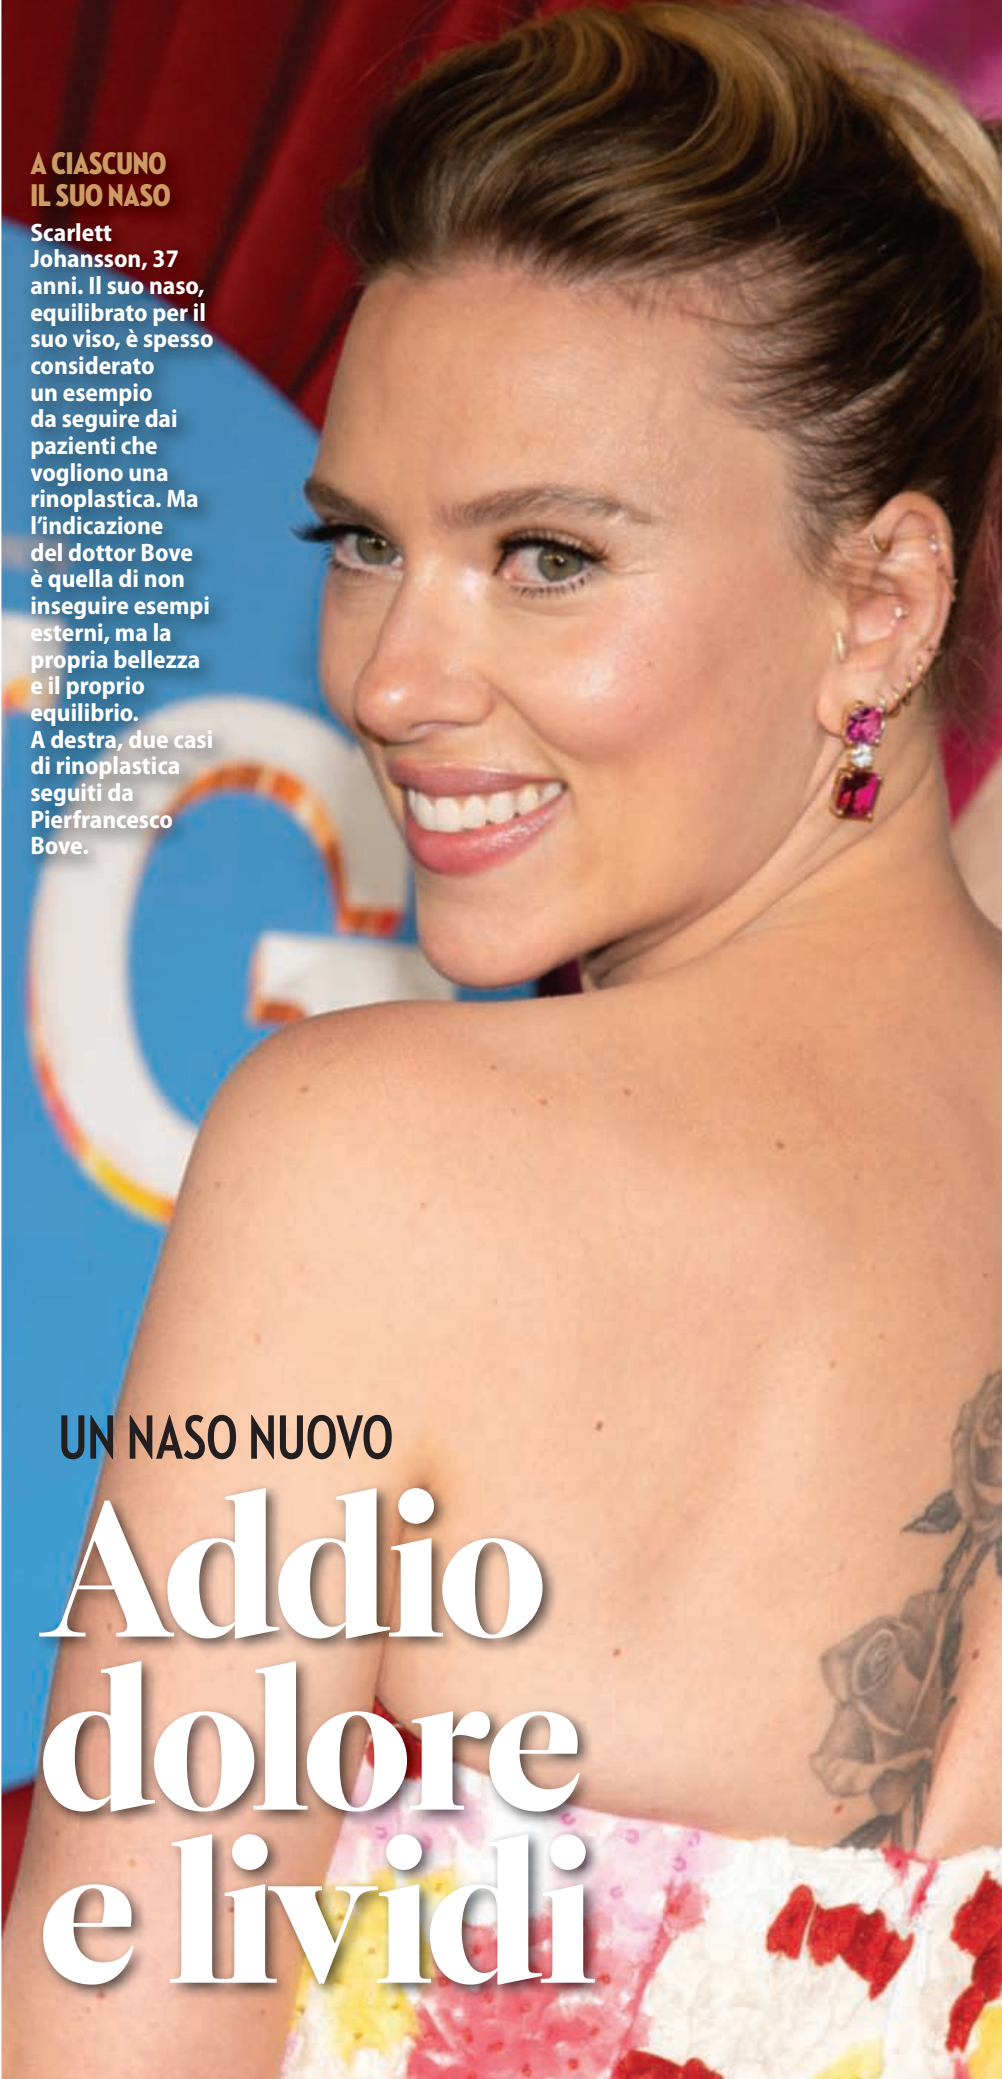 A CIASCUNO
IL SUO NASO
Scarlett
Johansson, 37
anni. Il suo naso,
equilibrato per il
suo viso, è spesso
considerato
un esempio
da seguire dai
pazienti che
vogliono una
rinoplastica. Ma
l’indicazione
del dottor Bove
è quella di non
inseguire esempi
esterni, ma la
propria bellezza
e il proprio
equilibrio.
A destra, due casi
di rinoplastica
seguiti da
Pierfrancesco
Bove.
G
UN NASO NUOVO
Addio
dolore
e lividi